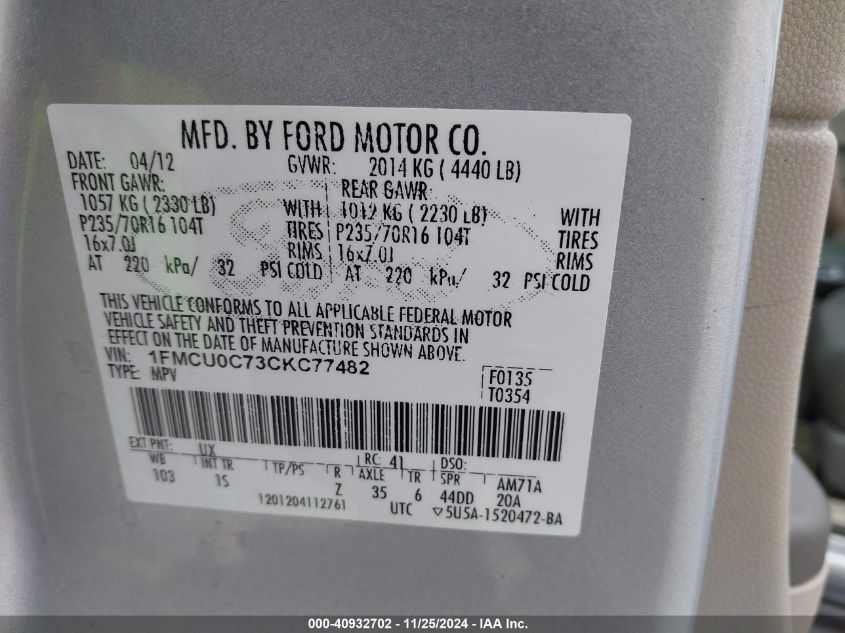 MFD. BY FORD MOTOR CO.
DATE: 04/12 GVWR: 2014 KG ( 4440 LB)
FRONT GAWR: REAR GAWR:
1057 KG ( 2330 LB) WITH 1012 KG ( 2230 LB) WITH
P235/70R16 104T TIRES P235/70R16 104T TIRES
16x7.0J RIMS 16x7.0J RIMS
AT 220 kPa/ 32 PSI COLD AT 220 kPa/ 32 PSI COLD
THIS VEHICLE CONFORMS TO ALL APPLICABLE FEDERAL MOTOR
VEHICLE SAFETY AND THEFT PREVENTION STANDARDS IN
EFFECT ON THE DATE OF MANUFACTURE SHOWN ABOVE.
VIN: 1FMCU0C73CKC77482
TYPE: MPV
F0135
T0354
EXT PNT: UX RC: 41 DSO:
WB INT TR TP/PS R AXLE TR SPR AM71A
103 1S Z 35 6 44DD 20A
1201204112761 UTC ▽5U5A-1520472-BA
000-40932702 - 11/25/2024 - IAA Inc.